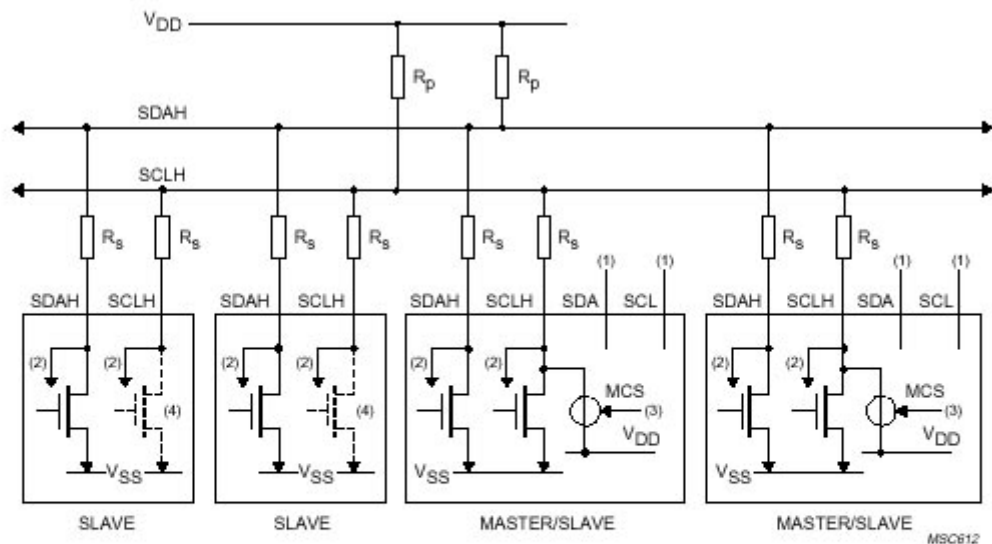 VDD
Rp Rp
SDAH
SCLH
Rs Rs Rs Rs Rs Rs Rs Rs
(1) (1) (1) (1)
SDAH SCLH SDAH SCLH SDAH SCLH SDA SCL SDAH SCLH SDA SCL
(2) (2) (2) (2) (2) (2) (2) (2)
MCS MCS
(4) (4) (3) (3)
VDD VDD
VSS VSS VSS VSS
SLAVE SLAVE MASTER/SLAVE MASTER/SLAVE
MSC612